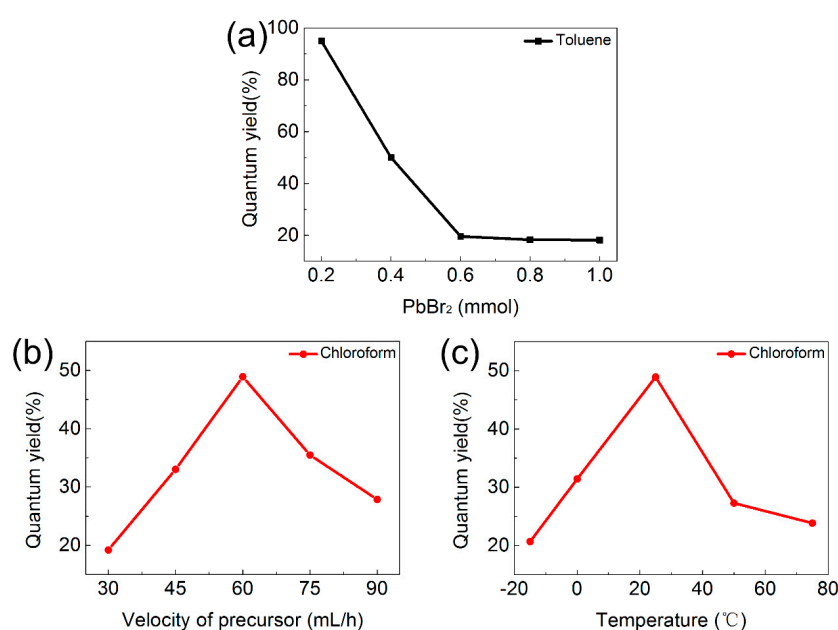 (a)
Toluene
Quantum yield(%)
100
80
60
40
20
0.2 0.4 0.6 0.8 1.0
PbBr₂ (mmol)
(b)
Chloroform
Quantum yield(%)
50
40
30
20
30 45 60 75 90
Velocity of precursor (mL/h)
(c)
Chloroform
Quantum yield(%)
50
40
30
20
-20 0 20 40 60 80
Temperature (℃)